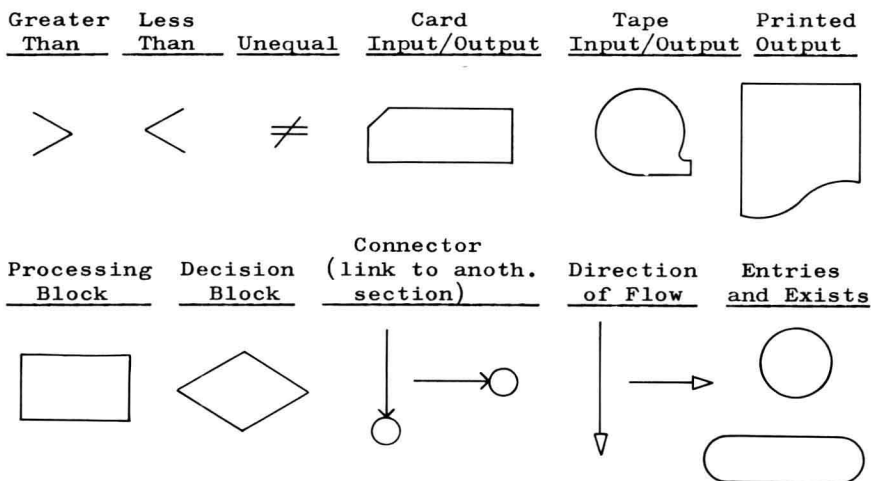 Greater Than
Less Than
Unequal
Card Input/Output
Tape Input/Output
Printed Output
Processing Block
Decision Block
Connector (link to anoth. section)
Direction of Flow
Entries and Exists